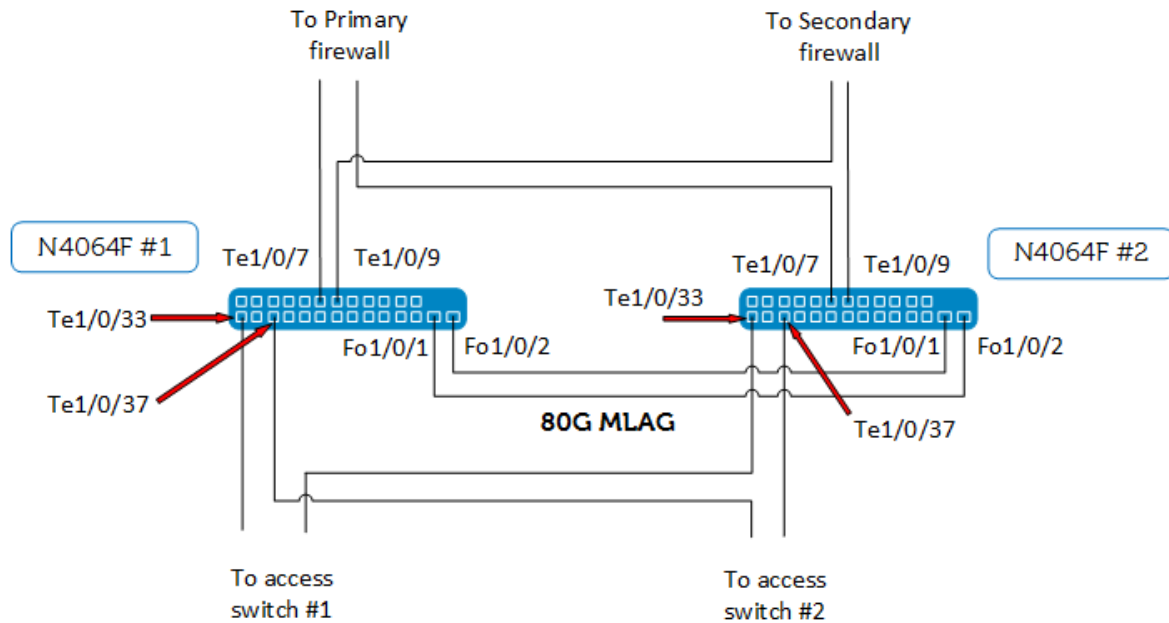 To Primary
firewall
To Secondary
firewall
N4064F #1
Te1/0/7
Te1/0/9
Te1/0/7
Te1/0/9
N4064F #2
Te1/0/33
Te1/0/33
Fo1/0/1
Fo1/0/2
Fo1/0/1
Fo1/0/2
Te1/0/37
80G MLAG
Te1/0/37
To access
switch #1
To access
switch #2